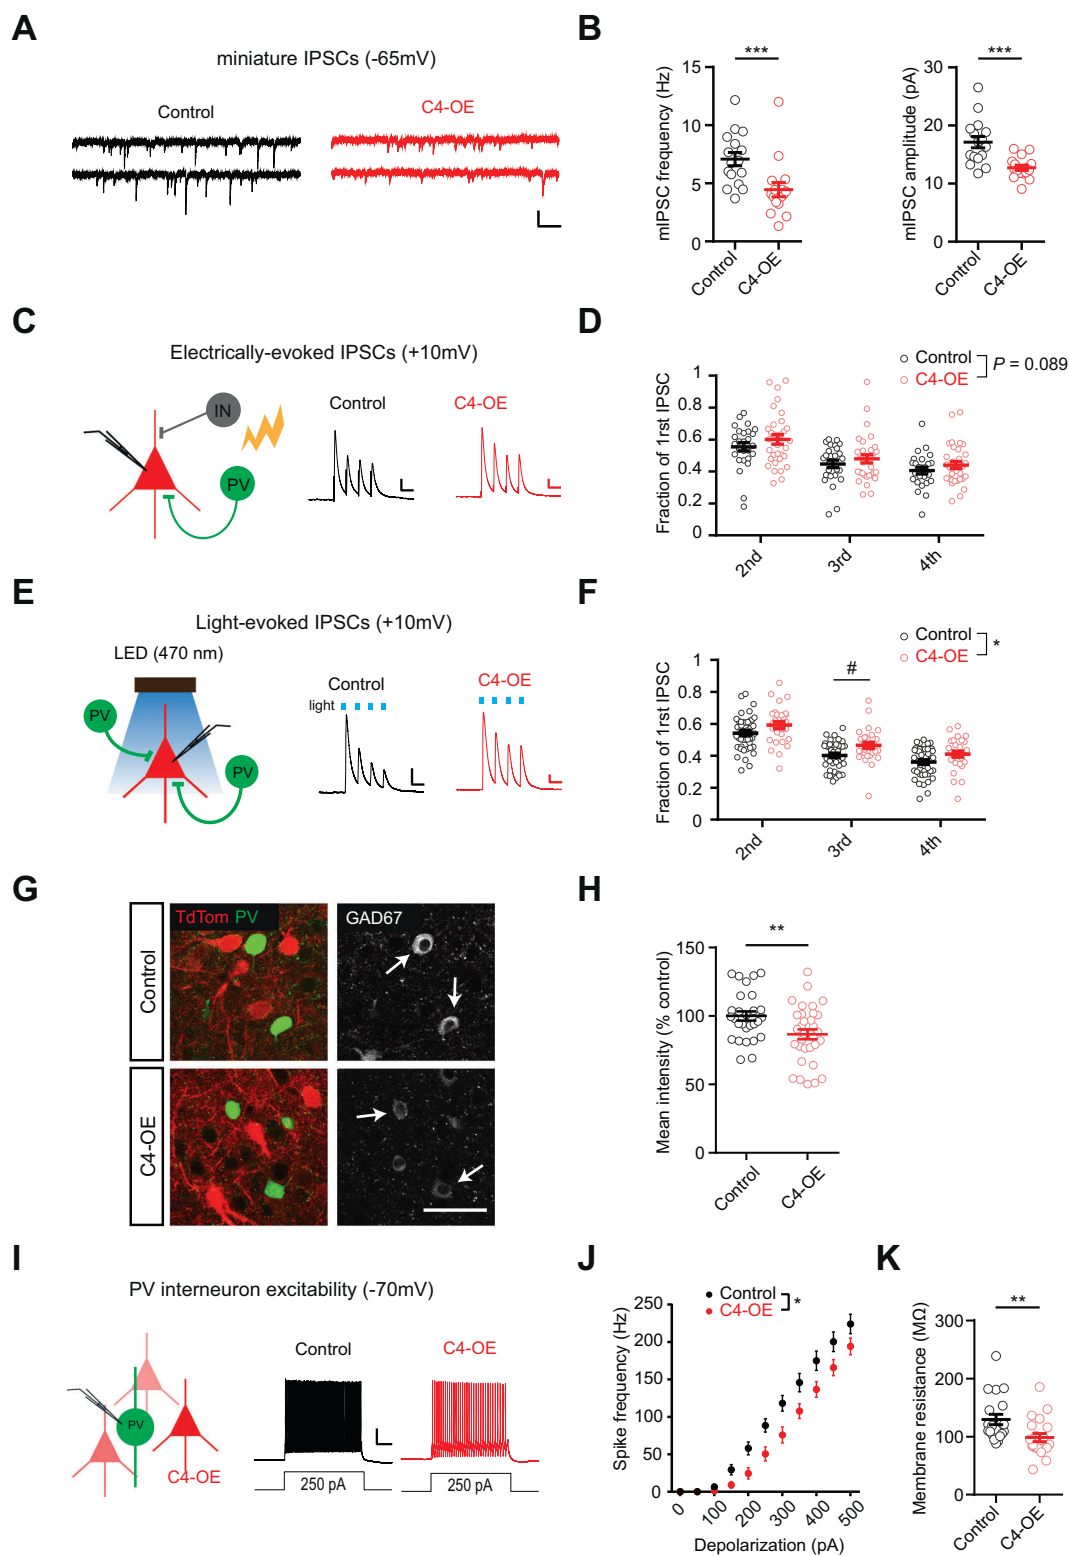 A
miniature IPSCs (-65mV)
Control
C4-OE
B
***
mIPSC frequency (Hz)
15
10
5
0
Control
C4-OE
***
mIPSC amplitude (pA)
30
20
10
0
Control
C4-OE
C
Electrically-evoked IPSCs (+10mV)
IN
PV
Control
C4-OE
D
Control
C4-OE
P = 0.089
Fraction of 1rst IPSC
1
0.8
0.6
0.4
0.2
0
2nd
3rd
4th
E
Light-evoked IPSCs (+10mV)
LED (470 nm)
PV
PV
Control
light
C4-OE
F
Control
C4-OE
*
#
Fraction of 1rst IPSC
1
0.8
0.6
0.4
0.2
0
2nd
3rd
4th
G
Control
C4-OE
TdTom PV
GAD67
H
**
Mean intensity (% control)
150
100
50
0
Control
C4-OE
I
PV interneuron excitability (-70mV)
PV
C4-OE
Control
C4-OE
250 pA
250 pA
J
Control
C4-OE
*
Spike frequency (Hz)
250
200
150
100
50
0
0
100
200
300
400
500
Depolarization (pA)
K
**
Membrane resistance (MΩ)
300
200
100
0
Control
C4-OE